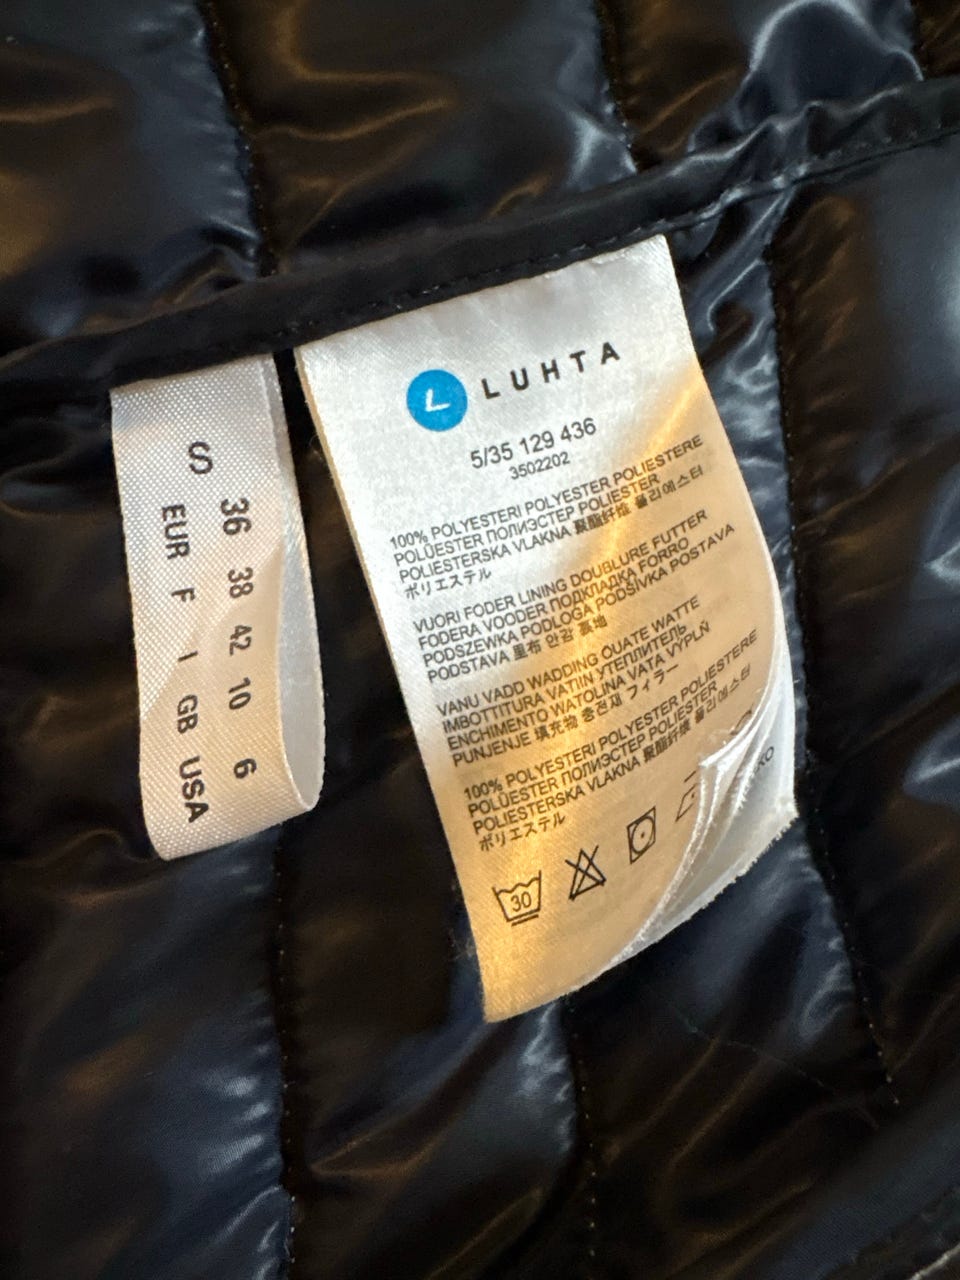 S
36 38 42 10 6
EUR F I GB USA
LUHTA
5/35 129 436
3502202
100% POLYESTERI POLYESTER POLIESTERE
POLÜESTER ПОЛИЭСТЕР POLIESTER
POLIESTERSKA VLAKNA 聚酯纤维 폴리에스터
ポリエステル
VUORI FODER LINING DOUBLURE FUTTER
FODERA VOODER ПОДКЛАДКА FORRO
PODSZEWKA PODLOGA PODŠÍVKA POSTAVA
PODSTAVA 里布 안감 裏地
VANU VADD WADDING OUATE WATTE
IMBOTTITURA VATIIN УТЕПЛИТЕЛЬ
ENCHIMENTO WATOLINA VATA VÝPLŇ
PUNJENJE 填充物 충전재 フィラー
100% POLYESTERI POLYESTER POLIESTERE
POLÜESTER ПОЛИЭСТЕР POLIESTER
POLIESTERSKA VLAKNA 聚酯纤维 폴리에스터
ポリエステル
30